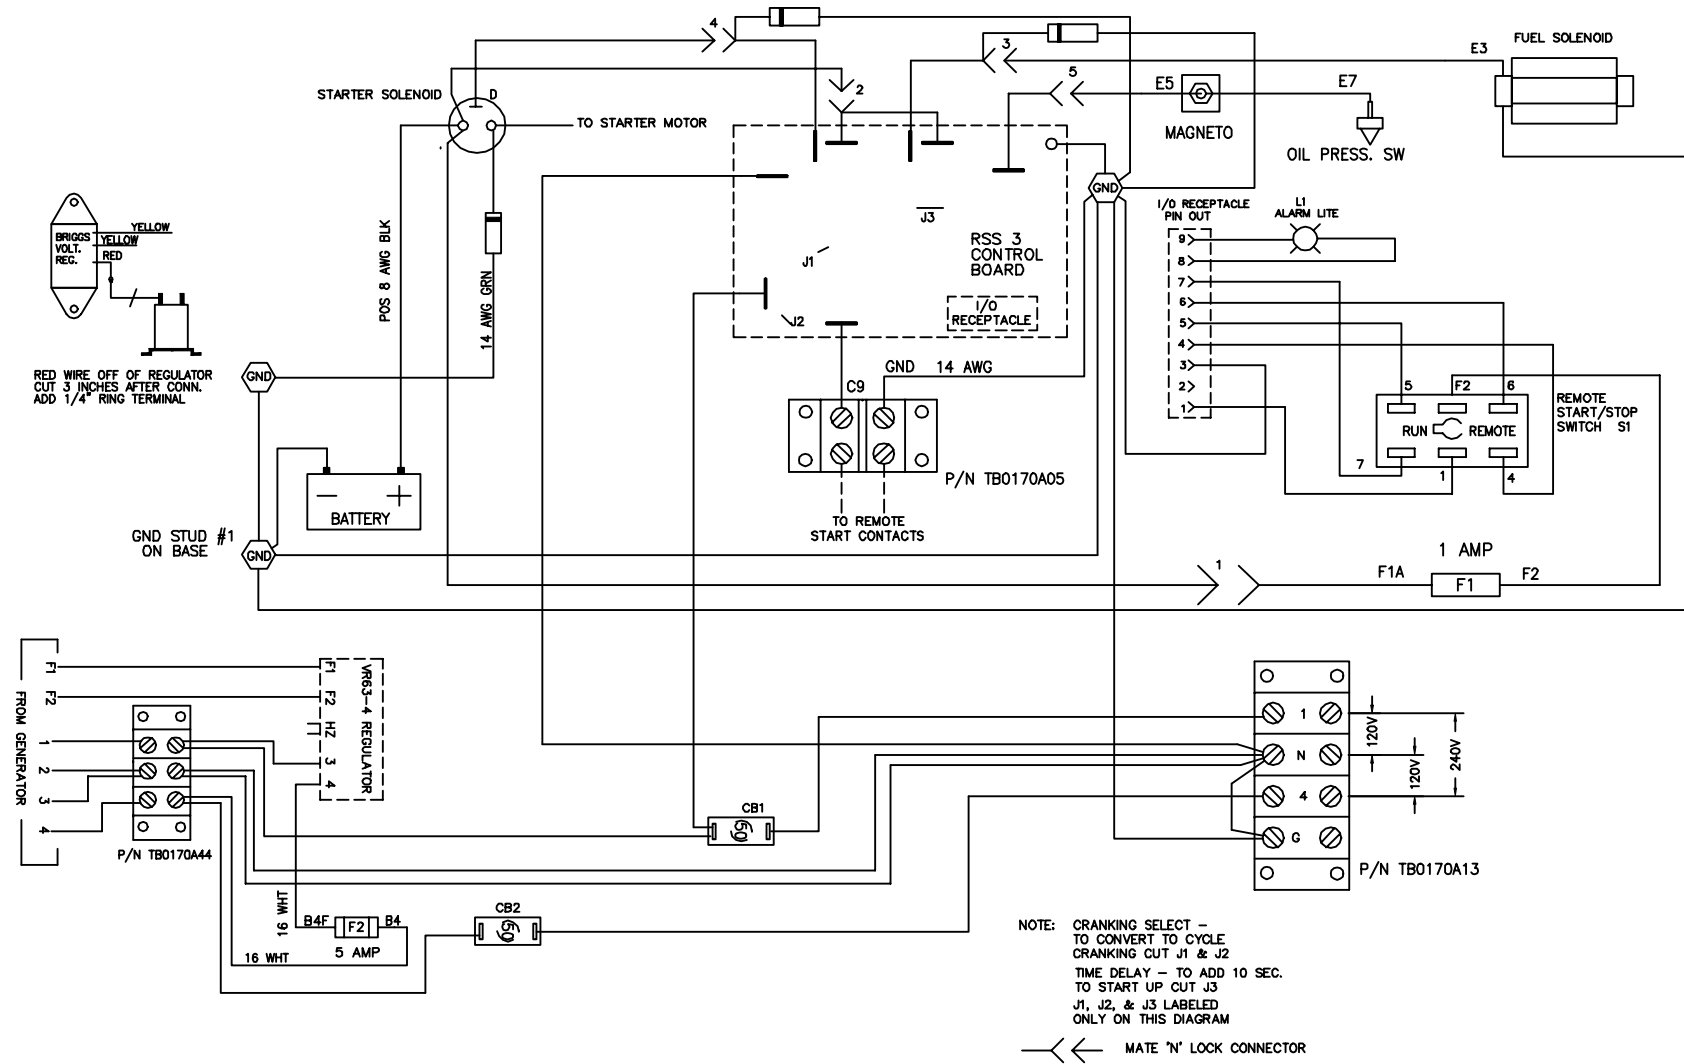 4
3
E3
FUEL SOLENOID
STARTER SOLENOID
D
2
5
E5
E7
TO STARTER MOTOR
MAGNETO
OIL PRESS. SW
GND
I/O RECEPTACLE
PIN OUT
L1
ALARM LITE
J3
RSS 3
CONTROL
BOARD
J1
J2
I/O
RECEPTACLE
9
8
7
6
5
4
3
2
1
BRIGGS
VOLT.
REG.
YELLOW
YELLOW
RED
POS 8 AWG BLK
14 AWG GRN
RED WIRE OFF OF REGULATOR
CUT 3 INCHES AFTER CONN.
ADD 1/4" RING TERMINAL
GND
C9
GND 14 AWG
5
F2
6
RUN
REMOTE
REMOTE
START/STOP
SWITCH S1
7
1
4
P/N TB0170A05
TO REMOTE
START CONTACTS
BATTERY
GND STUD #1
ON BASE
GND
1
1 AMP
F1A
F1
F2
FROM GENERATOR
F1
F2
1
2
3
4
F1
F2
HZ
3
4
VR63-4 REGULATOR
P/N TB0170A44
CB1
50
1
N
4
G
120V
120V
240V
P/N TB0170A13
16 WHT
B4F
F2
B4
5 AMP
16 WHT
CB2
50
NOTE: CRANKING SELECT -
TO CONVERT TO CYCLE
CRANKING CUT J1 & J2
TIME DELAY - TO ADD 10 SEC.
TO START UP CUT J3
J1, J2, & J3 LABELED
ONLY ON THIS DIAGRAM
MATE 'N' LOCK CONNECTOR